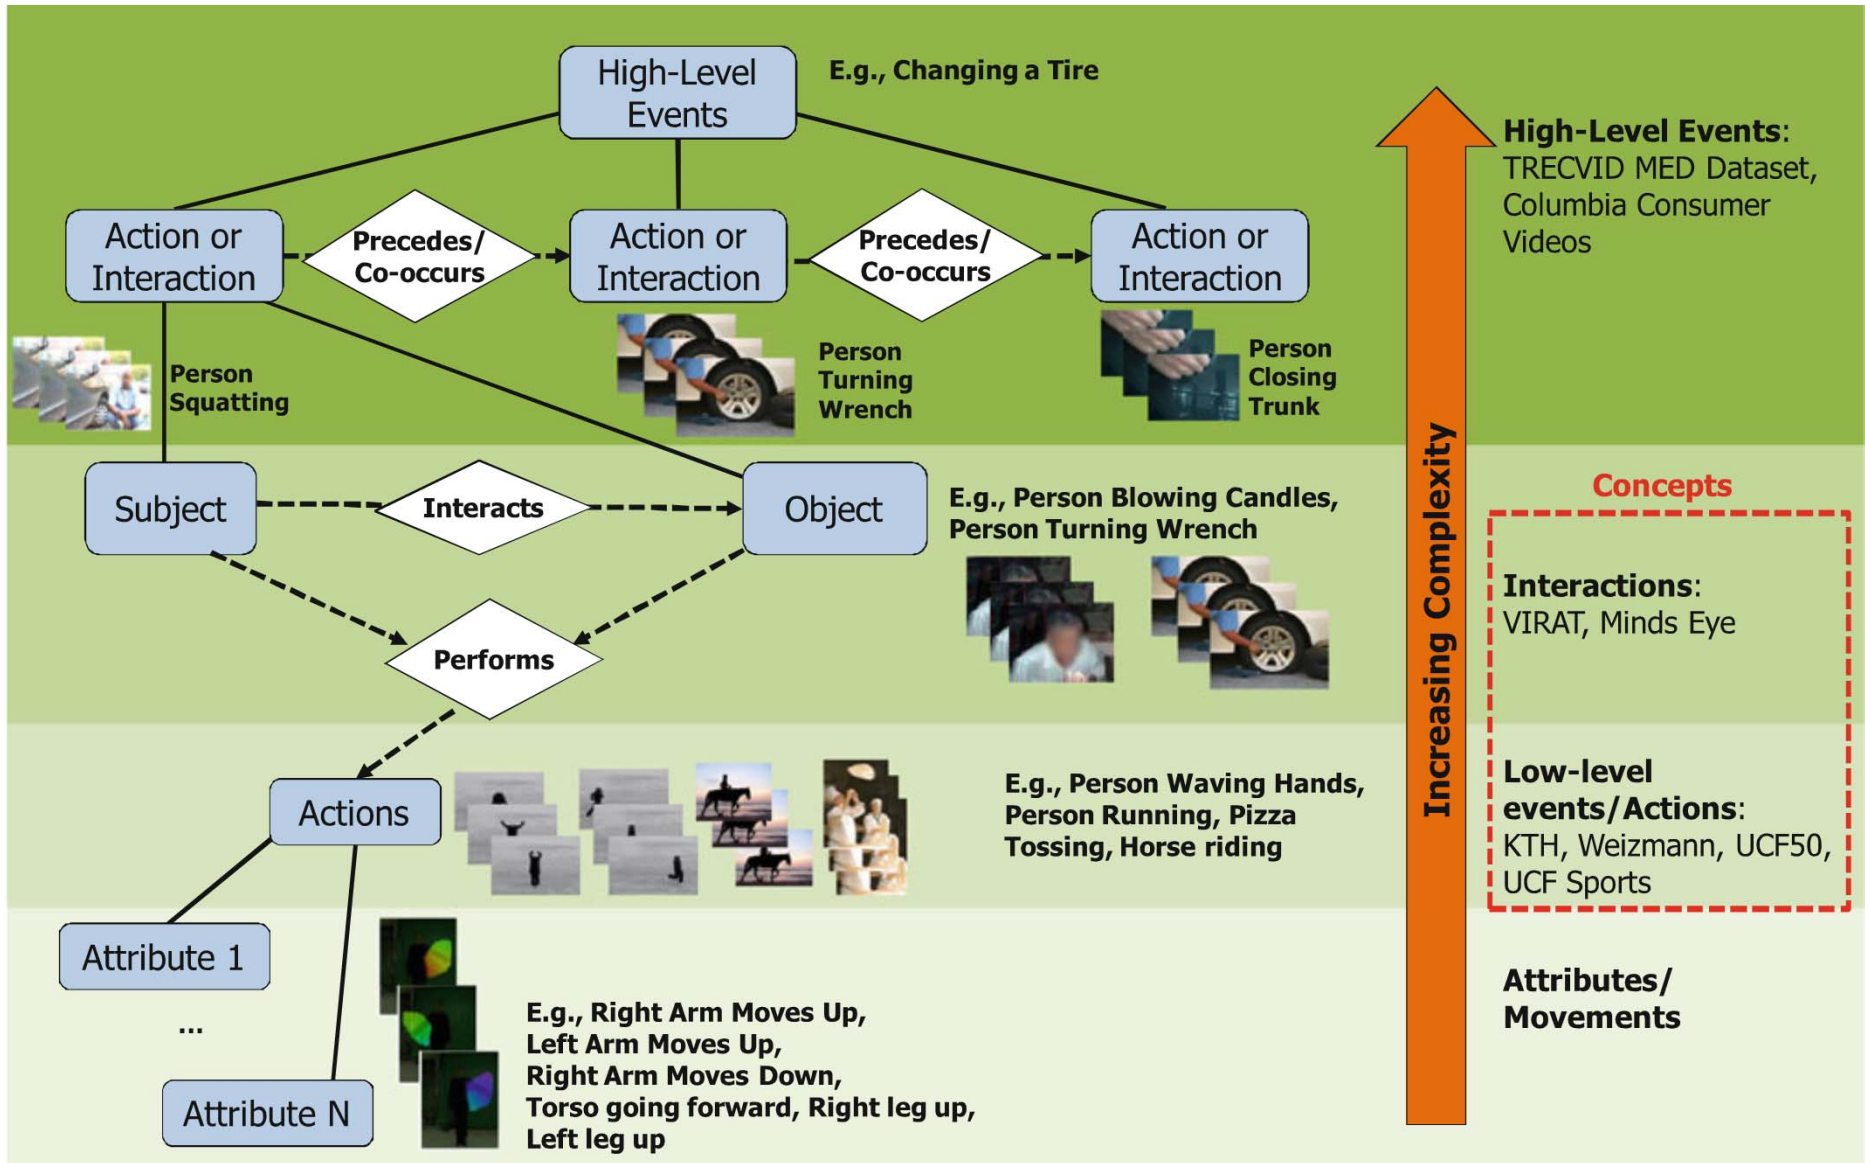 High-Level
Events
E.g., Changing a Tire
High-Level Events:
TRECVID MED Dataset,
Columbia Consumer
Videos
Action or
Interaction
Precedes/
Co-occurs
Action or
Interaction
Precedes/
Co-occurs
Action or
Interaction
Person
Squatting
Person
Turning
Wrench
Person
Closing
Trunk
Increasing Complexity
Subject
Interacts
Object
E.g., Person Blowing Candles,
Person Turning Wrench
Concepts
Interactions:
VIRAT, Minds Eye
Performs
Actions
E.g., Person Waving Hands,
Person Running, Pizza
Tossing, Horse riding
Low-level
events/Actions:
KTH, Weizmann, UCF50,
UCF Sports
Attribute 1
...
Attribute N
E.g., Right Arm Moves Up,
Left Arm Moves Up,
Right Arm Moves Down,
Torso going forward, Right leg up,
Left leg up
Attributes/
Movements